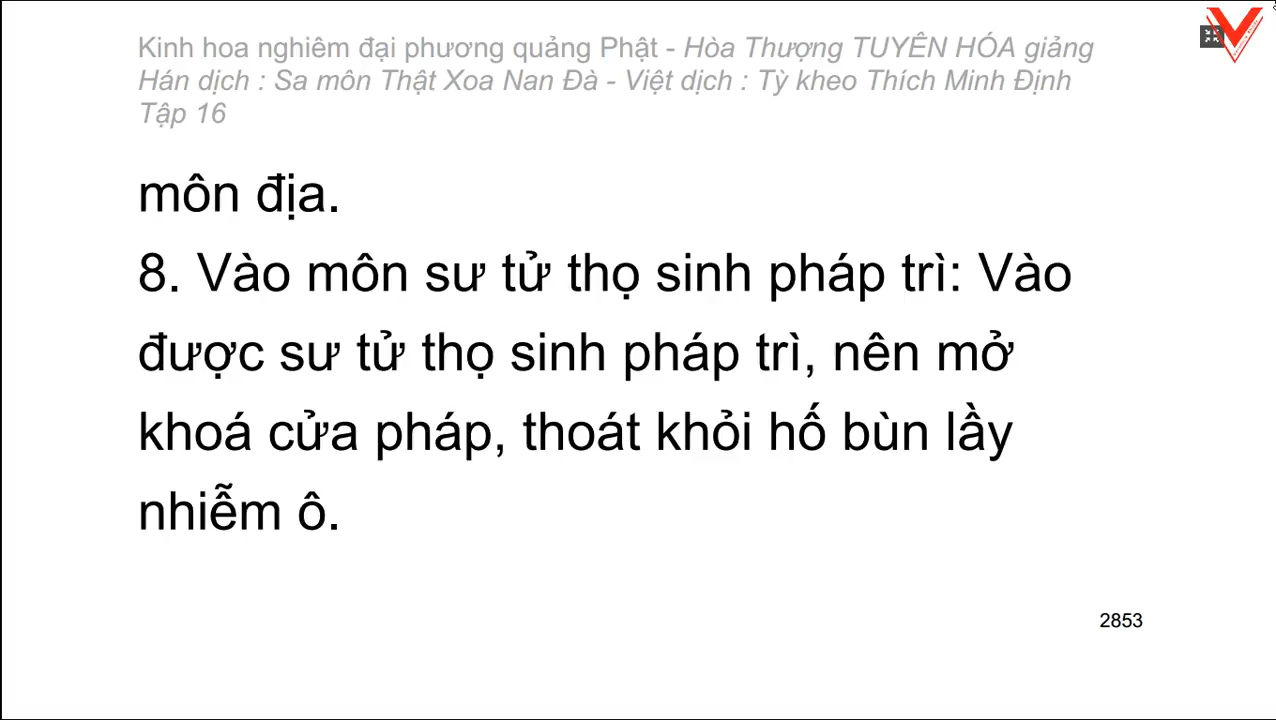 Kinh hoa nghiêm đại phương quảng Phật - Hòa Thượng TUYÊN HÓA giảng
Hán dịch : Sa môn Thật Xoa Nan Đà - Việt dịch : Tỳ kheo Thích Minh Định
Tập 16
môn địa.
8. Vào môn sư tử thọ sinh pháp trì: Vào
được sư tử thọ sinh pháp trì, nên mở
khoá cửa pháp, thoát khỏi hố bùn lầy
nhiễm ô.
2853